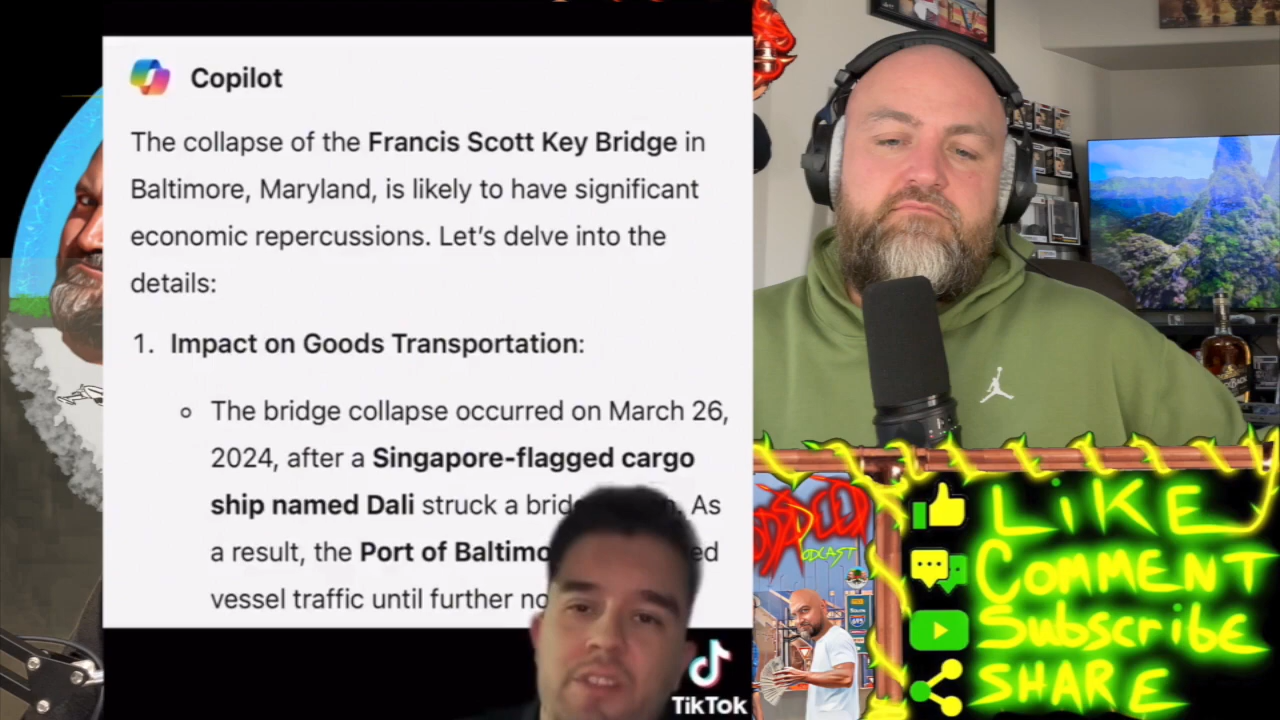 Copilot
The collapse of the Francis Scott Key Bridge in
Baltimore, Maryland, is likely to have significant
economic repercussions. Let's delve into the
details:
1. Impact on Goods Transportation:
The bridge collapse occurred on March 26,
2024, after a Singapore-flagged cargo
ship named Dali struck a As
a result, the Port of
vessel traffic until further
TikTok
PODCAST
LIKE
COMMENT
Subscribe
SHARE